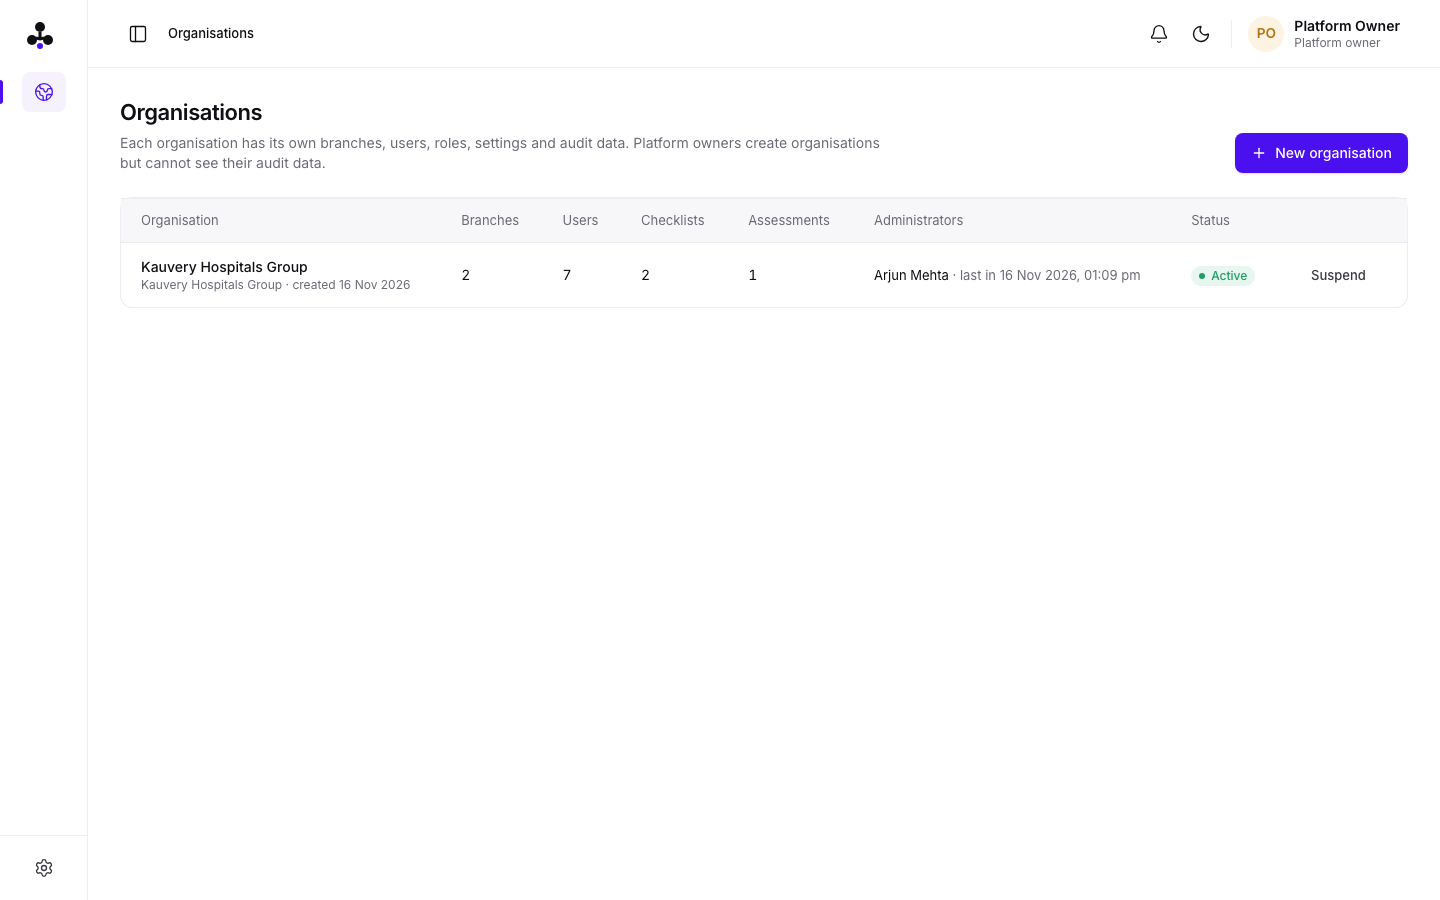 Organisations
PO
Platform Owner
Platform owner
Organisations
Each organisation has its own branches, users, roles, settings and audit data. Platform owners create organisations
but cannot see their audit data.
New organisation
Organisation Branches Users Checklists Assessments Administrators Status
Kauvery Hospitals Group
Kauvery Hospitals Group · created 16 Nov 2026
2 7 2 1 Arjun Mehta · last in 16 Nov 2026, 01:09 pm Active Suspend